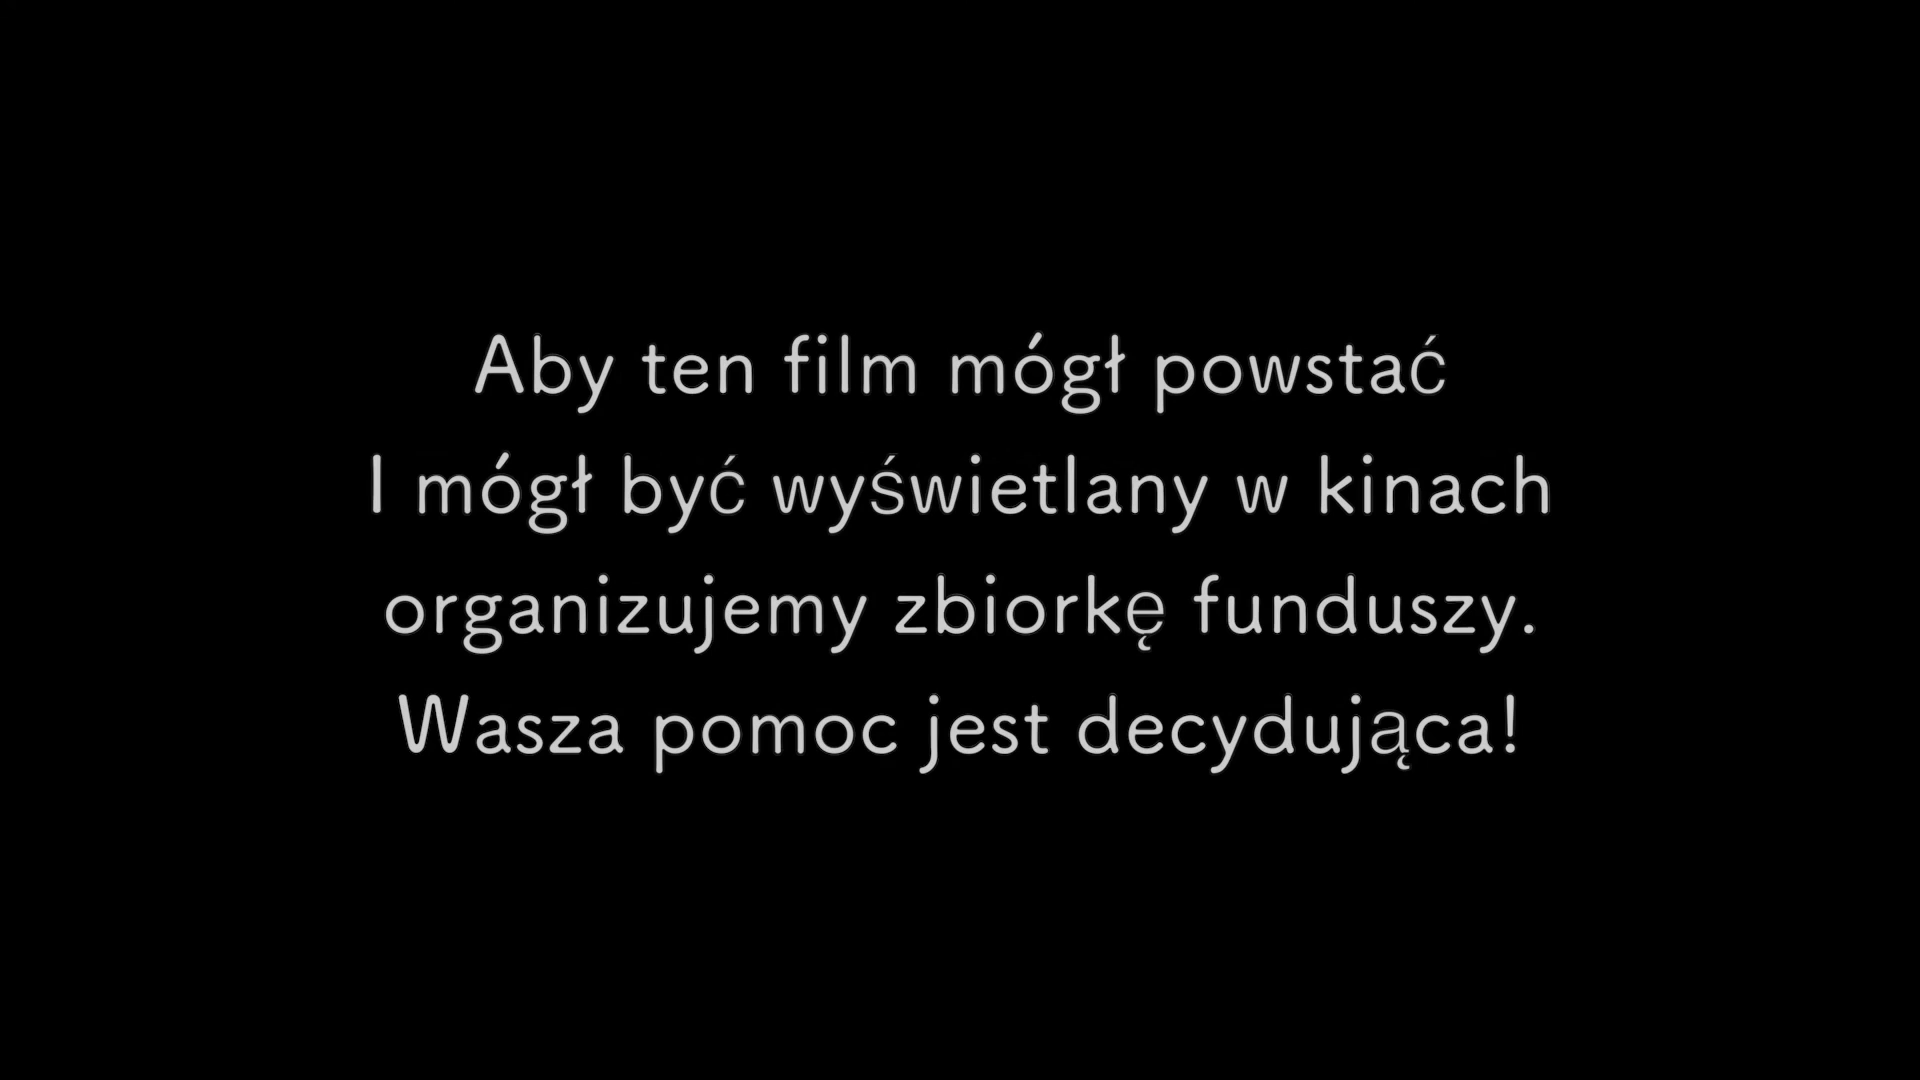 Aby ten film mógł powstać
I mógł być wyświetlany w kinach
organizujemy zbiorkę funduszy.
Wasza pomoc jest decydująca!